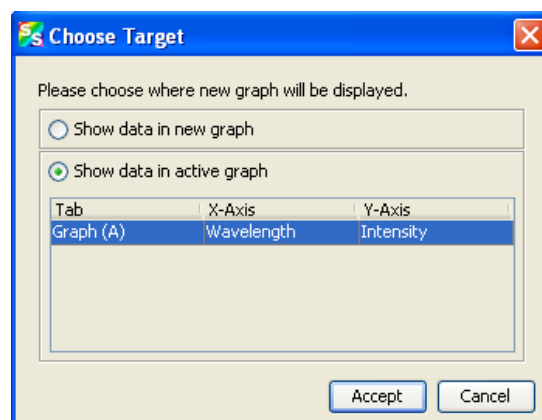 SS Choose Target
Please choose where new graph will be displayed.
Show data in new graph
Show data in active graph
Tab X-Axis Y-Axis
Graph (A) Wavelength Intensity
Accept Cancel